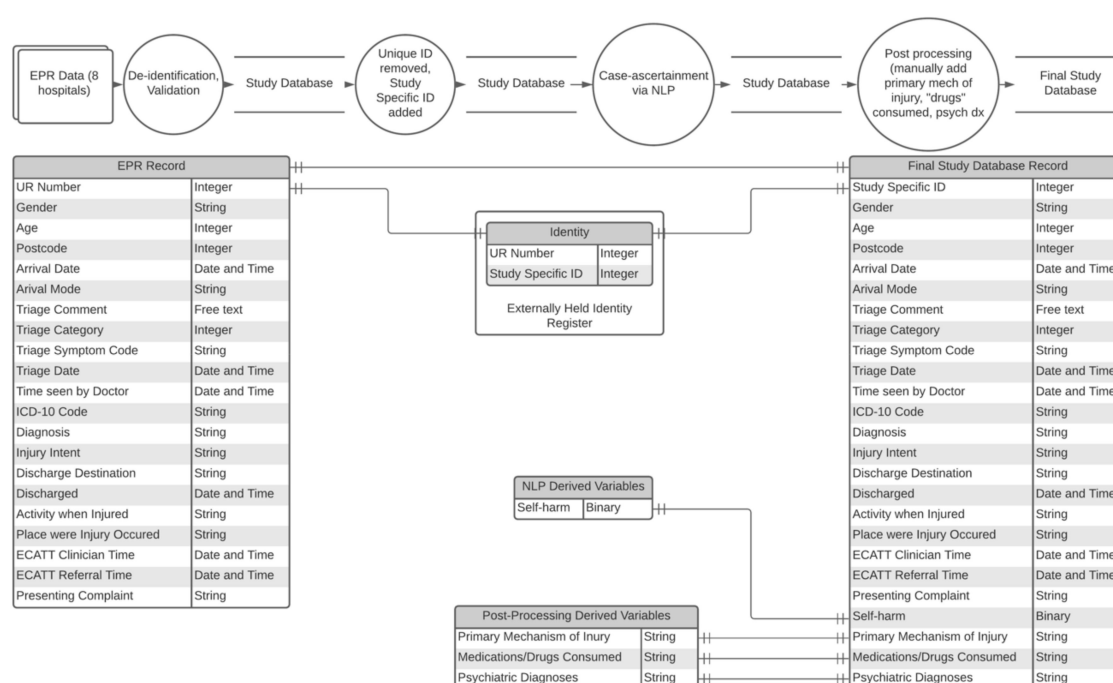 EPR Data (8
hospitals)
De-identification,
Validation
Study Database
Unique ID
removed,
Study
Specific ID
added
Study Database
Case-ascertainment
via NLP
Study Database
Post processing
(manually add
primary mech of
injury, "drugs"
consumed, psych dx
Final Study
Database
EPR Record
UR Number Integer
Gender String
Age Integer
Postcode Integer
Arrival Date Date and Time
Arival Mode String
Triage Comment Free text
Triage Category Integer
Triage Symptom Code String
Triage Date Date and Time
Time seen by Doctor Date and Time
ICD-10 Code String
Diagnosis String
Injury Intent String
Discharge Destination String
Discharged Date and Time
Activity when Injured String
Place were Injury Occured String
ECATT Clinician Time Date and Time
ECATT Referral Time Date and Time
Presenting Complaint String
Identity
UR Number Integer
Study Specific ID Integer
Externally Held Identity
Register
NLP Derived Variables
Self-harm Binary
Post-Processing Derived Variables
Primary Mechanism of Inury String
Medications/Drugs Consumed String
Psychiatric Diagnoses String
Final Study Database Record
Study Specific ID Integer
Gender String
Age Integer
Postcode Integer
Arrival Date Date and Time
Arival Mode String
Triage Comment Free text
Triage Category Integer
Triage Symptom Code String
Triage Date Date and Time
Time seen by Doctor Date and Time
ICD-10 Code String
Diagnosis String
Injury Intent String
Discharge Destination String
Discharged Date and Time
Activity when Injured String
Place were Injury Occured String
ECATT Clinician Time Date and Time
ECATT Referral Time Date and Time
Presenting Complaint String
Self-harm Binary
Primary Mechanism of Injury String
Medications/Drugs Consumed String
Psychiatric Diagnoses String